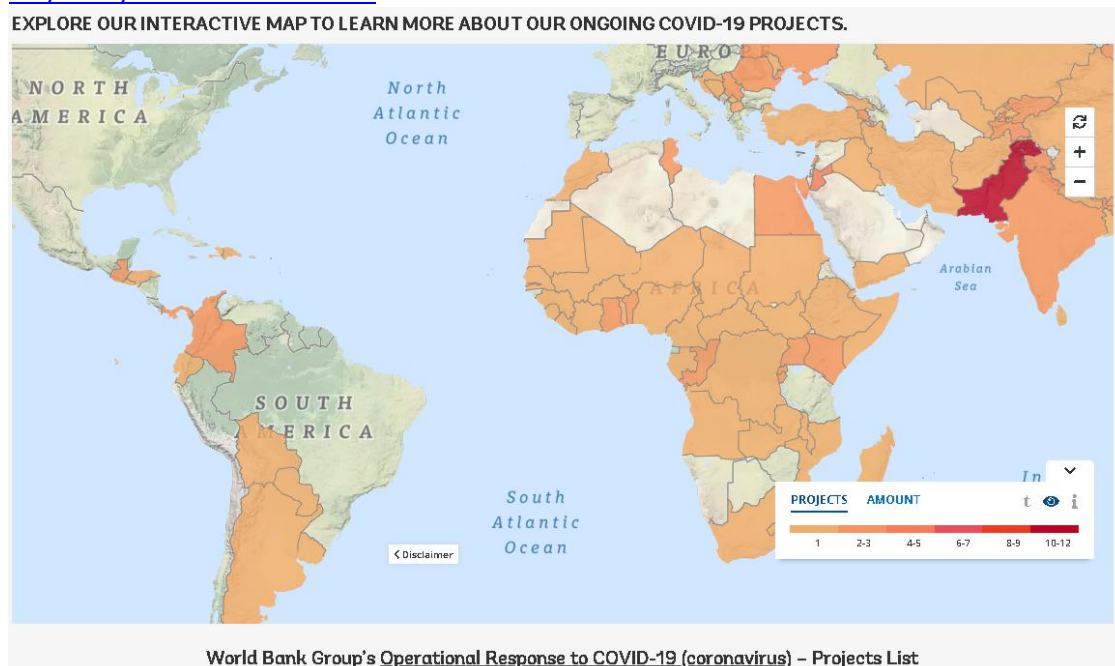 EXPLORE OUR INTERACTIVE MAP TO LEARN MORE ABOUT OUR ONGOING COVID-19 PROJECTS.
EUROPE
NORTH
AMERICA
North
Atlantic
Ocean
AFRICA
Arabian
Sea
SOUTH
AMERICA
South
Atlantic
Ocean
In
< Disclaimer
PROJECTS AMOUNT t i
1 2-3 4-5 6-7 8-9 10-12
World Bank Group's Operational Response to COVID-19 (coronavirus) – Projects List